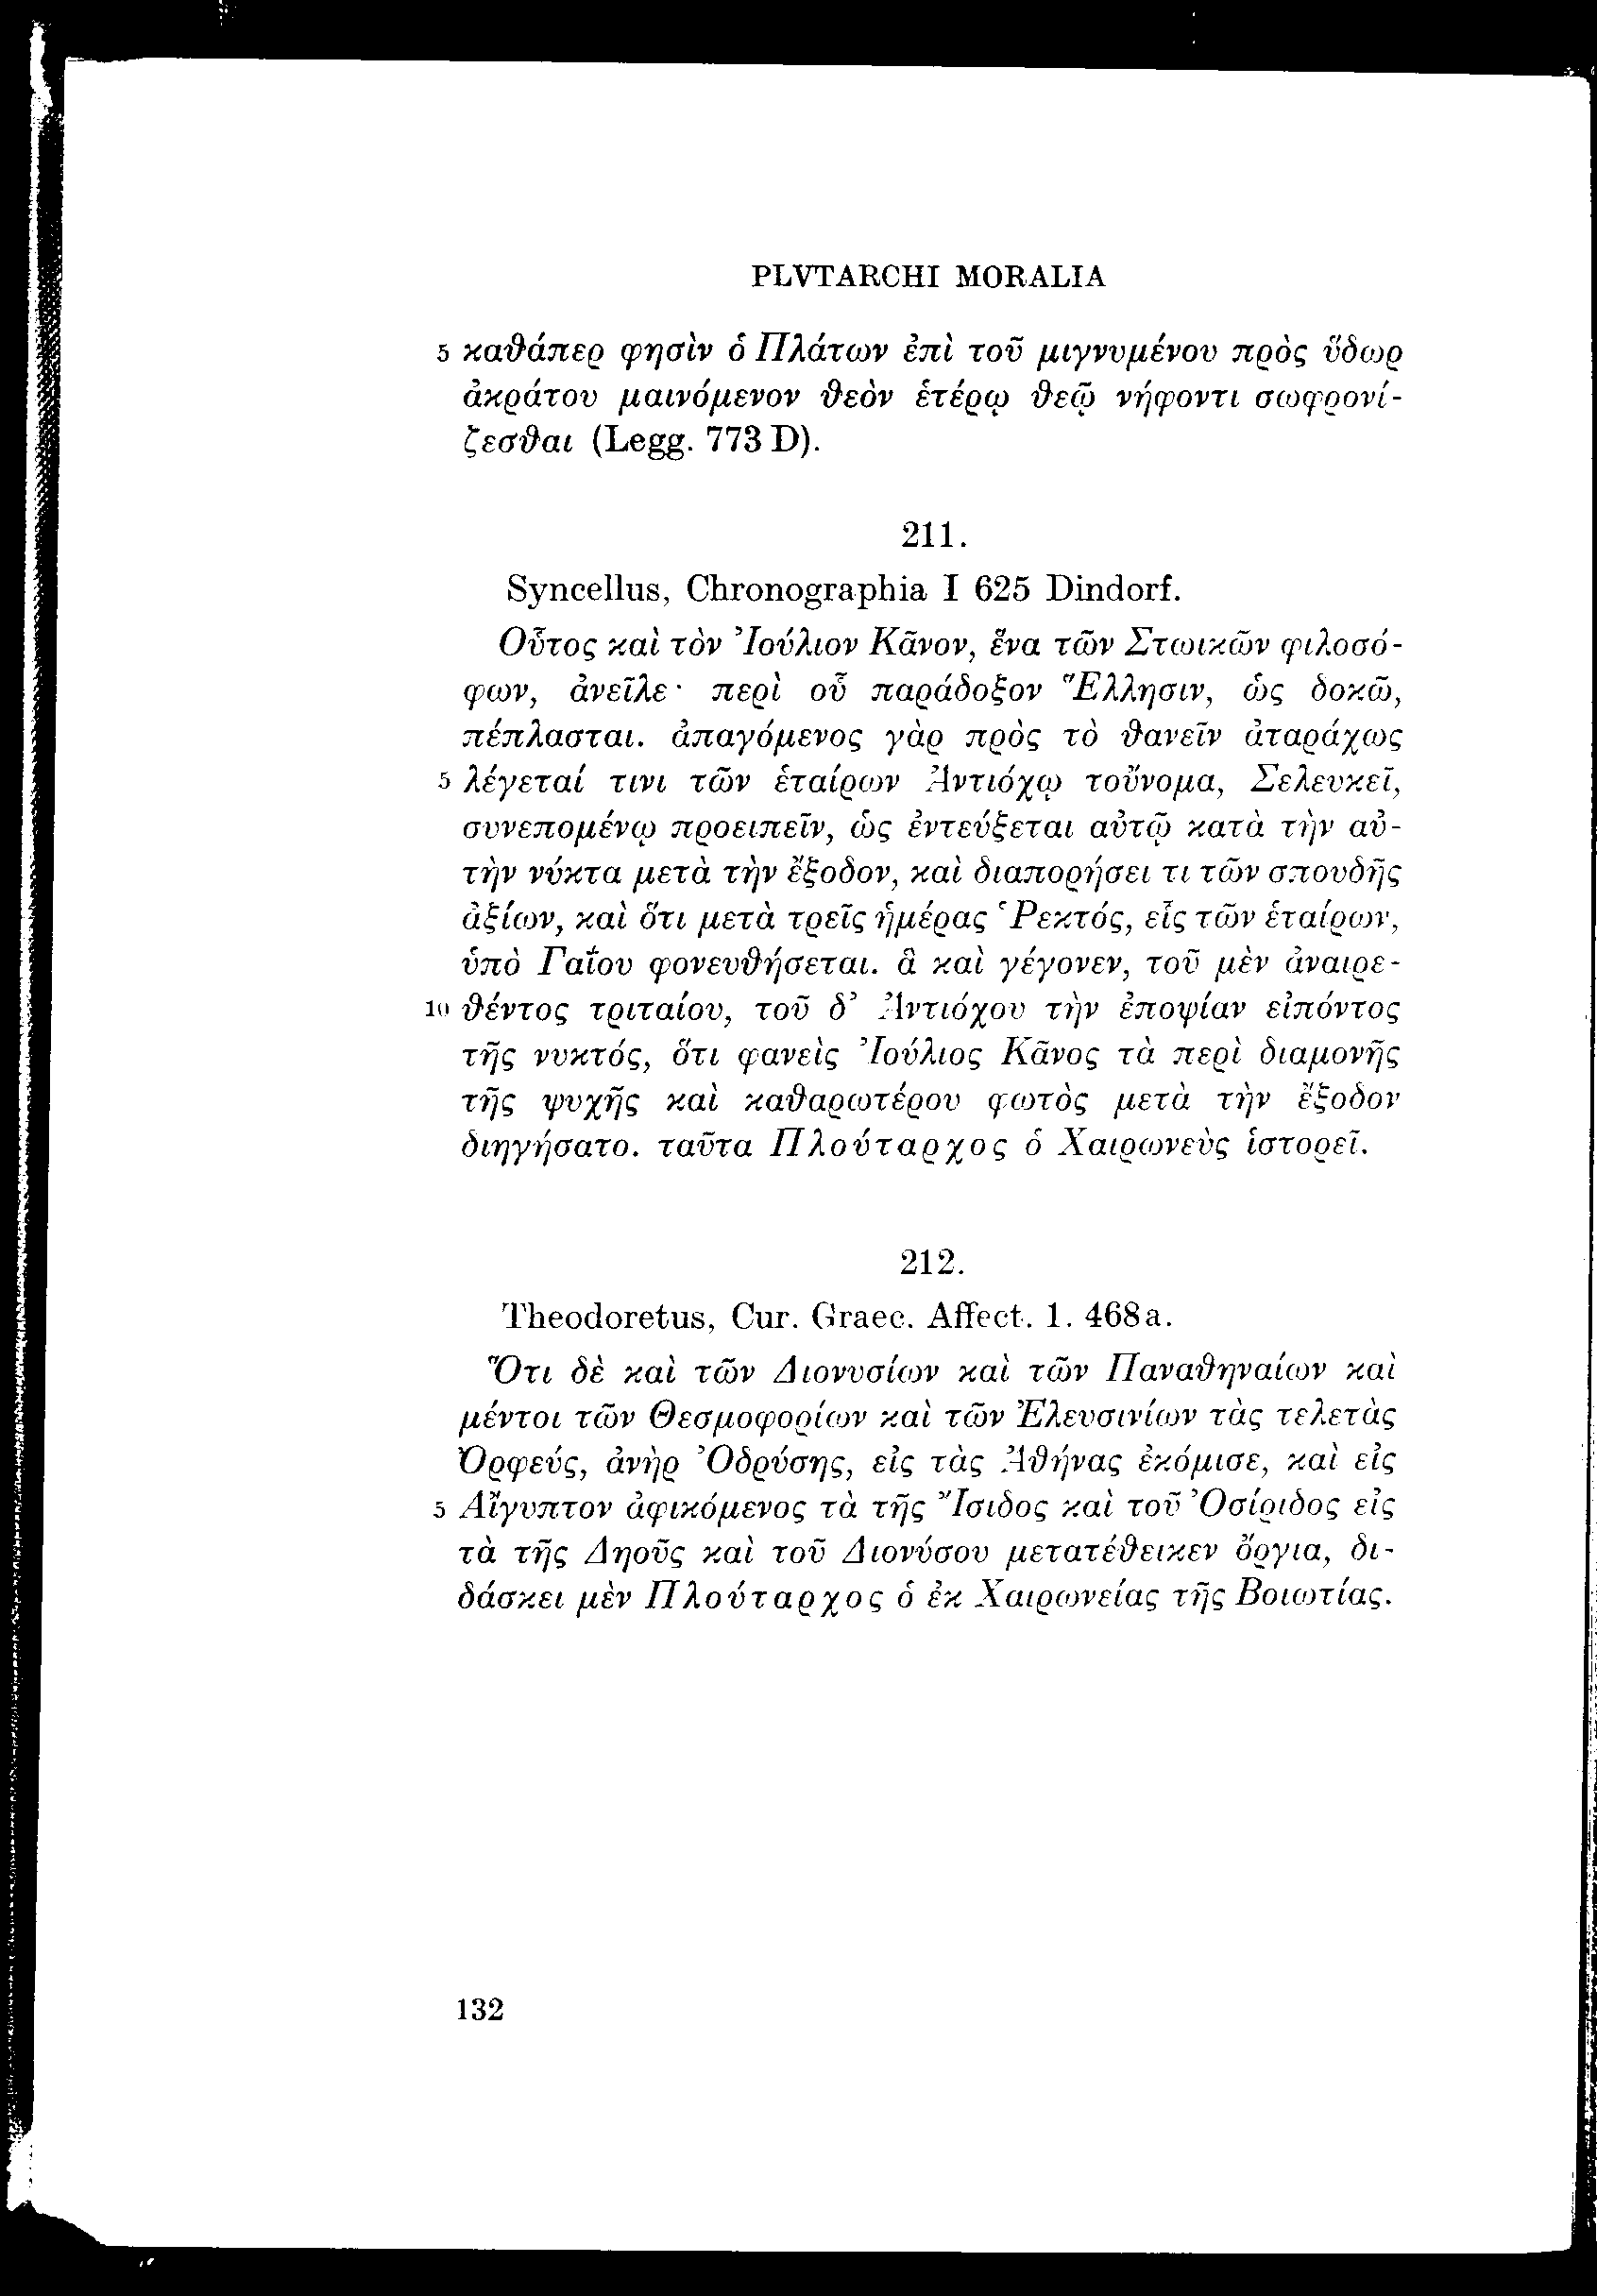 PLVTARCHI MORALIA
5 καθάπερ φησὶν ὁ Πλάτων ἐπὶ τοῦ μιγνυμένου πρὸς ὕδωρ
ἀκράτου μαινόμενον θεὸν ἑτέρῳ θεῷ νήφοντι σωφρονί-
ζεσθαι (Legg. 773 D).
211.
Syncellus, Chronographia I 625 Dindorf.
Οὗτος καὶ τὸν Ἰούλιον Κᾶνον, ἕνα τῶν Στωικῶν φιλοσό-
φων, ἀνεῖλε· περὶ οὗ παράδοξον Ἕλλησιν, ὡς δοκῶ,
πέπλασται. ἀπαγόμενος γὰρ πρὸς τὸ θανεῖν ἀταράχως
5 λέγεταί τινι τῶν ἑταίρων Ἀντιόχῳ τοὔνομα, Σελευκεῖ,
συνεπομένῳ προειπεῖν, ὡς ἐντεύξεται αὐτῷ κατὰ τὴν αὐ-
τὴν νύκτα μετὰ τὴν ἔξοδον, καὶ διαπορήσει τι τῶν σπουδῆς
ἀξίων, καὶ ὅτι μετὰ τρεῖς ἡμέρας Ῥεκτός, εἷς τῶν ἑταίρων,
ὑπὸ Γαΐου φονευθήσεται. ἃ καὶ γέγονεν, τοῦ μὲν ἀναιρε-
10 θέντος τριταίου, τοῦ δ’ Ἀντιόχου τὴν ἐποψίαν εἰπόντος
τῆς νυκτός, ὅτι φανεὶς Ἰούλιος Κᾶνος τὰ περὶ διαμονῆς
τῆς ψυχῆς καὶ καθαρωτέρου φωτὸς μετὰ τὴν ἔξοδον
διηγήσατο. ταῦτα Πλούταρχος ὁ Χαιρωνεὺς ἱστορεῖ.
212.
Theodoretus, Cur. Graec. Affect. 1. 468a.
Ὅτι δὲ καὶ τῶν Διονυσίων καὶ τῶν Παναθηναίων καὶ
μέντοι τῶν Θεσμοφορίων καὶ τῶν Ἐλευσινίων τὰς τελετὰς
Ὀρφεύς, ἀνὴρ Ὀδρύσης, εἰς τὰς Ἀθήνας ἐκόμισε, καὶ εἰς
5 Αἴγυπτον ἀφικόμενος τὰ τῆς Ἴσιδος καὶ τοῦ Ὀσίριδος εἰς
τὰ τῆς Δηοῦς καὶ τοῦ Διονύσου μετατέθεικεν ὄργια, δι-
δάσκει μὲν Πλούταρχος ὁ ἐκ Χαιρωνείας τῆς Βοιωτίας.
132